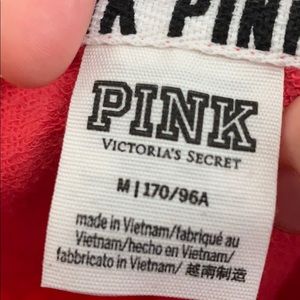 K PINK
PINK
VICTORIA'S SECRET
M | 170/96A
made in Vietnam/fabriqué au
Vietnam/hecho en Vietnam/
fabbricato in Vietnam/越南制造